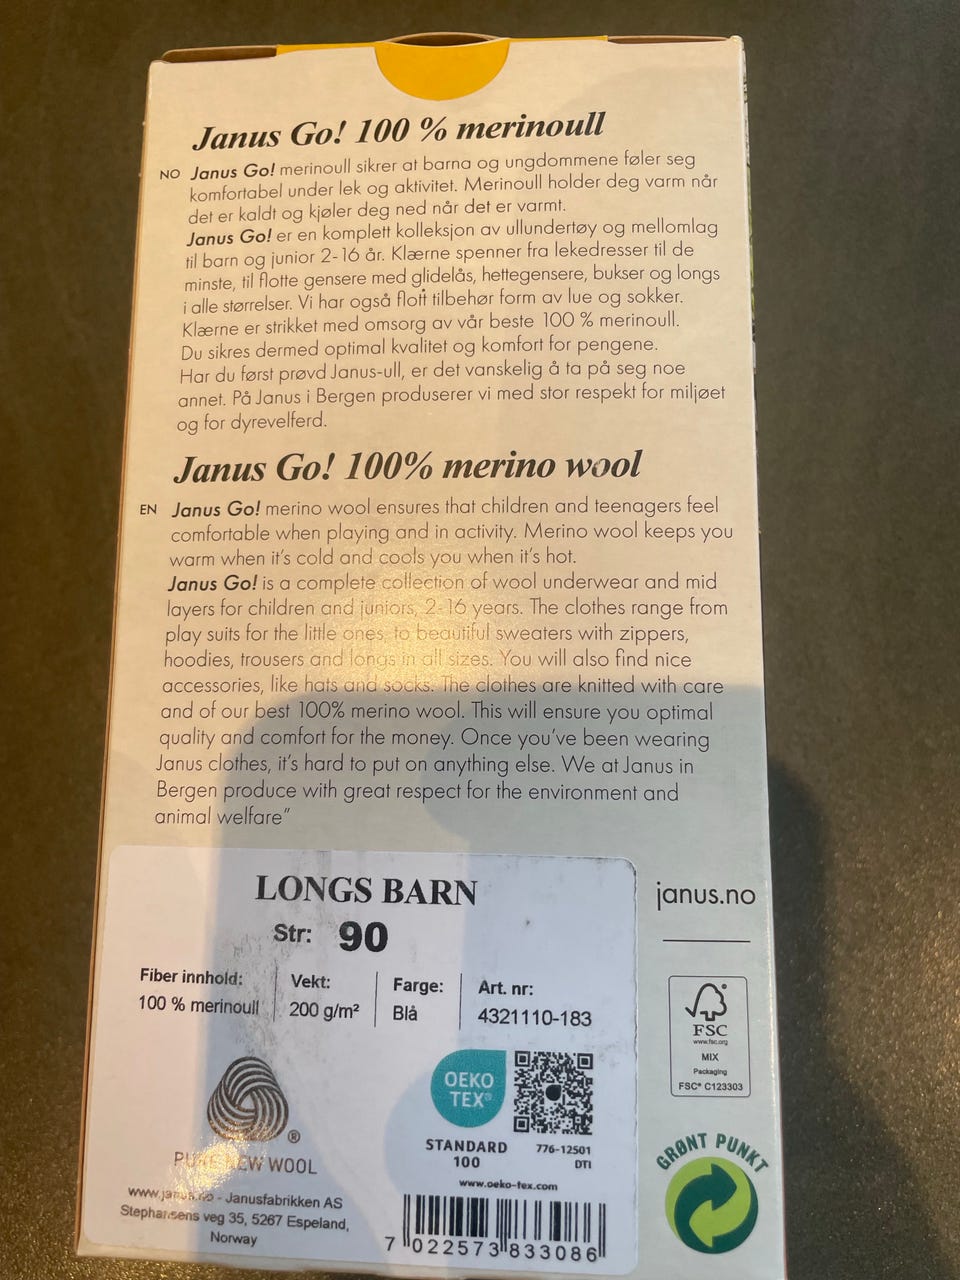 Janus Go! 100 % merinoull
NO Janus Go! merinoull sikrer at barna og ungdommene føler seg
komfortabel under lek og aktivitet. Merinoull holder deg varm når
det er kaldt og kjøler deg ned når det er varmt.
Janus Go! er en komplett kolleksjon av ullundertøy og mellomlag
til barn og junior 2-16 år. Klærne spenner fra lekedresser til de
minste, til flotte gensere med glidelås, hettegensere, bukser og longs
i alle størrelser. Vi har også flott tilbehør form av lue og sokker.
Klærne er strikket med omsorg av vår beste 100 % merinoull.
Du sikres dermed optimal kvalitet og komfort for pengene.
Har du først prøvd Janus-ull, er det vanskelig å ta på seg noe
annet. På Janus i Bergen produserer vi med stor respekt for miljøet
og for dyrevelferd.
Janus Go! 100% merino wool
EN Janus Go! merino wool ensures that children and teenagers feel
comfortable when playing and in activity. Merino wool keeps you
warm when it's cold and cools you when it's hot.
Janus Go! is a complete collection of wool underwear and mid
layers for children and juniors, 2-16 years. The clothes range from
play suits for the little ones, to beautiful sweaters with zippers,
hoodies, trousers and longs in all sizes. You will also find nice
accessories, like hats and socks. The clothes are knitted with care
and of our best 100% merino wool. This will ensure you optimal
quality and comfort for the money. Once you've been wearing
Janus clothes, it's hard to put on anything else. We at Janus in
Bergen produce with great respect for the environment and
animal welfare”
LONGS BARN
Str: 90
Fiber innhold:
100 % merinoull
Vekt:
200 g/m²
Farge:
Blå
Art. nr:
4321110-183
PURE NEW WOOL
®
www.janus.no - Janusfabrikken AS
Stephansens veg 35, 5267 Espeland,
Norway
OEKO
TEX®
STANDARD
100
776-12501
DTI
www.oeko-tex.com
7 022573 833086
janus.no
FSC
www.fsc.org
MIX
Packaging
FSC® C123303
GRØNT PUNKT